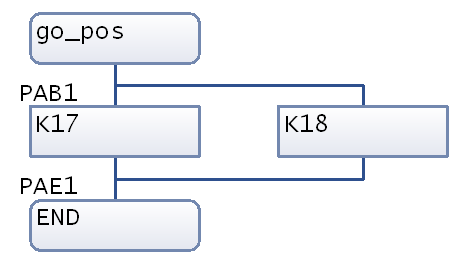 go_pos
PAB1
K17
K18
PAE1
END